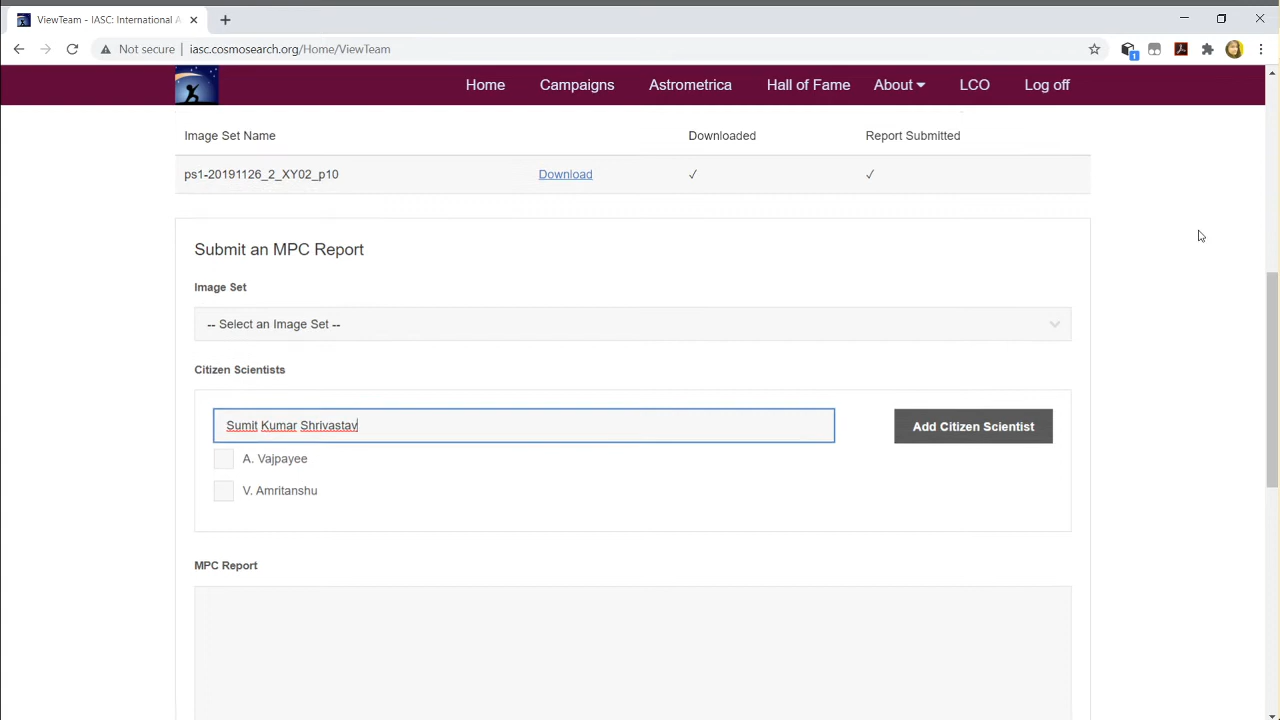 ViewTeam - IASC: International A
Not secure iasc.cosmosearch.org/Home/ViewTeam
1
Home Campaigns Astrometrica Hall of Fame About LCO Log off
Image Set Name Downloaded Report Submitted
ps1-20191126_2_XY02_p10 Download ✓ ✓
Submit an MPC Report
Image Set
-- Select an Image Set --
Citizen Scientists
Sumit Kumar Shrivastav
Add Citizen Scientist
A. Vajpayee
V. Amritanshu
MPC Report